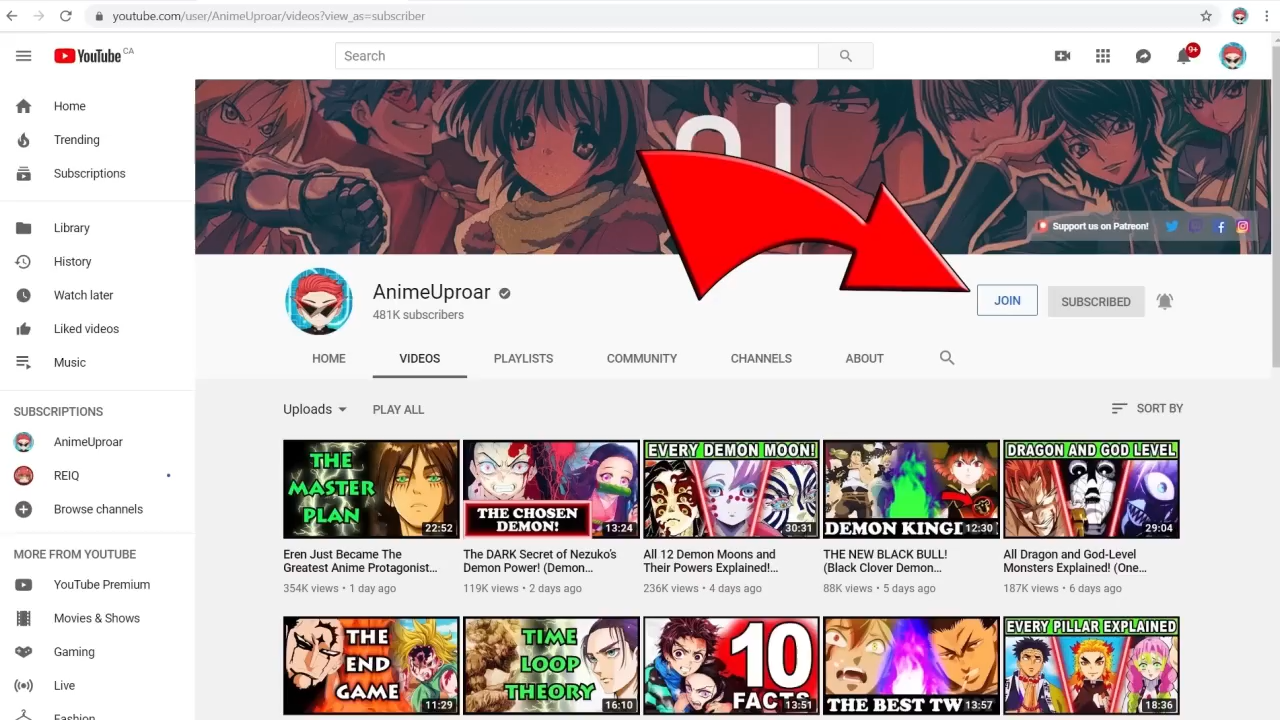 youtube.com/user/AnimeUproar/videos?view_as=subscriber
YouTube CA
Search
9+
Home
Trending
Subscriptions
Library
History
Watch later
Liked videos
Music
SUBSCRIPTIONS
AnimeUproar
REIQ
Browse channels
MORE FROM YOUTUBE
YouTube Premium
Movies & Shows
Gaming
Live
Fashion
Support us on Patreon!
AnimeUproar
481K subscribers
JOIN
SUBSCRIBED
HOME VIDEOS PLAYLISTS COMMUNITY CHANNELS ABOUT
Uploads PLAY ALL
SORT BY
THE
MASTER
PLAN
22:52
Eren Just Became The
Greatest Anime Protagonist...
354K views • 1 day ago
THE CHOSEN
DEMON!
13:24
The DARK Secret of Nezuko's
Demon Power! (Demon...
119K views • 2 days ago
EVERY DEMON MOON!
30:31
All 12 Demon Moons and
Their Powers Explained!...
236K views • 4 days ago
DEMON KING
12:30
THE NEW BLACK BULL!
(Black Clover Demon...
88K views • 5 days ago
DRAGON AND GOD LEVEL
29:04
All Dragon and God-Level
Monsters Explained! (One...
187K views • 6 days ago
THE
END
GAME
11:29
TIME
LOOP
THEORY
16:10
10
FACTS
13:51
THE BEST TW
13:57
EVERY PILLAR EXPLAINED
18:36